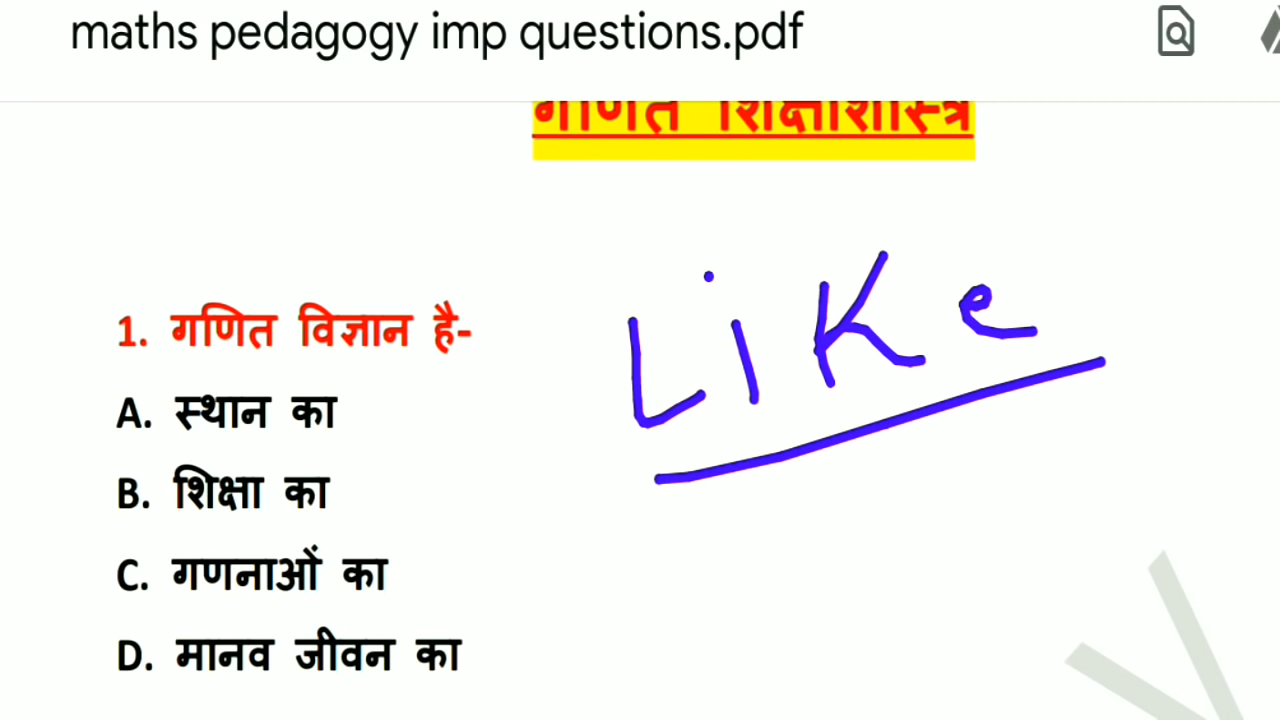 maths pedagogy imp questions.pdf
गणित शिक्षाशास्त्र
1. गणित विज्ञान है-
A. स्थान का
B. शिक्षा का
C. गणनाओं का
D. मानव जीवन का
Like